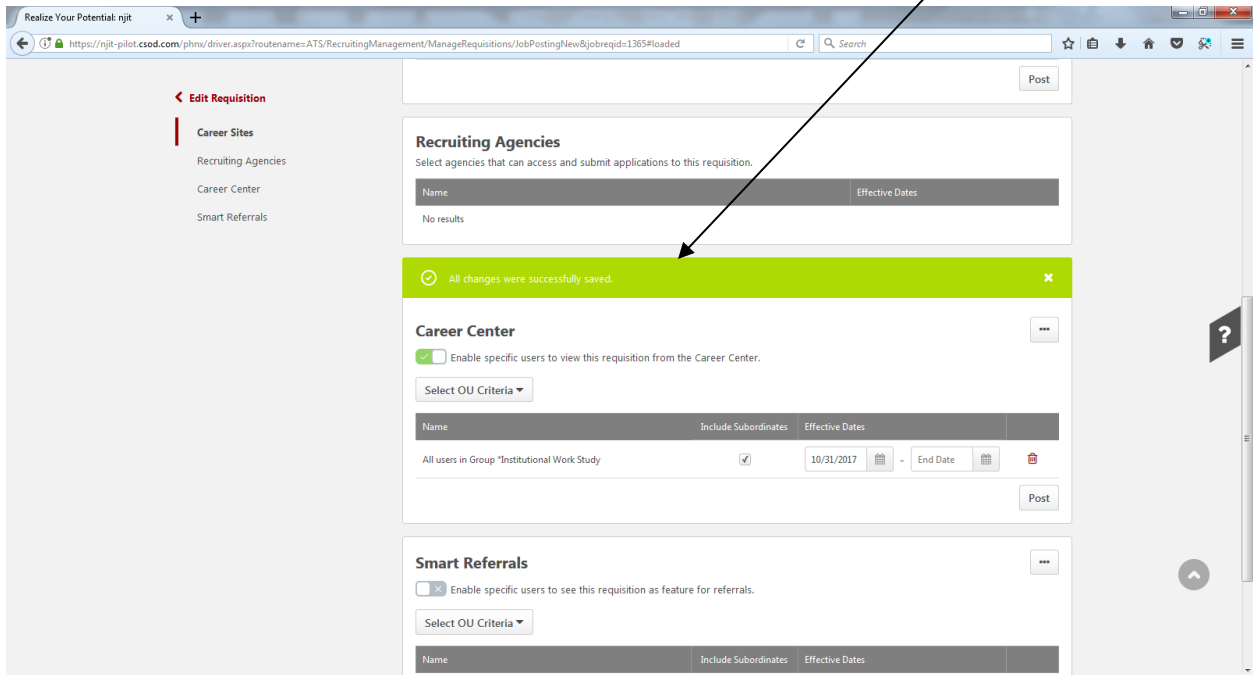 Realize Your Potential: njit
https://njit-pilot.csod.com/phnx/driver.aspx?routename=ATS/RecruitingManagement/ManageRequisitions/JobPostingNew&jobreqid=1365#loaded
Search
Post
Edit Requisition
Career Sites
Recruiting Agencies
Career Center
Smart Referrals
Recruiting Agencies
Select agencies that can access and submit applications to this requisition.
Name Effective Dates
No results
All changes were successfully saved.
Career Center
Enable specific users to view this requisition from the Career Center.
Select OU Criteria
Name Include Subordinates Effective Dates
All users in Group "Institutional Work Study 10/31/2017 - End Date
Post
?
Smart Referrals
Enable specific users to see this requisition as feature for referrals.
Select OU Criteria
Name Include Subordinates Effective Dates